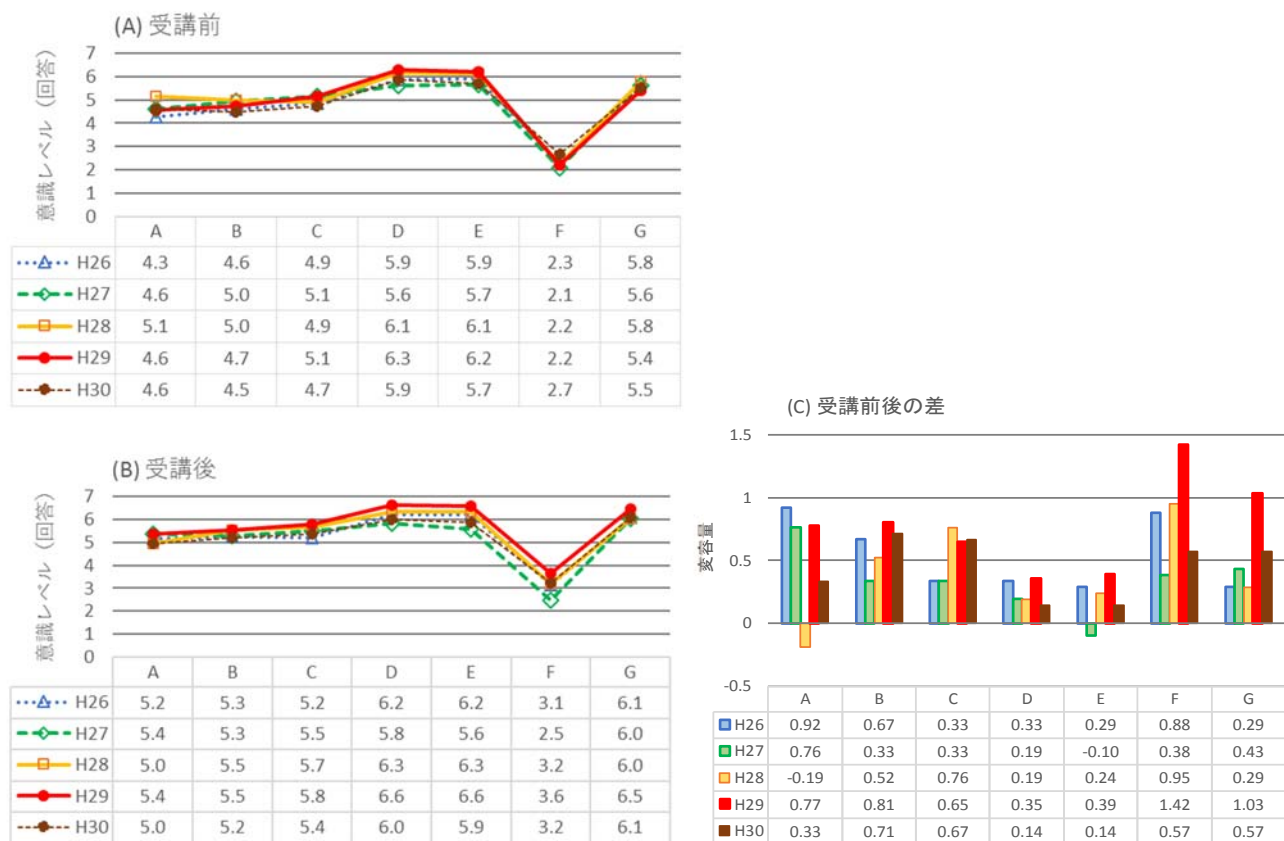 (A) 受講前
意識レベル（回答）
7
6
5
4
3
2
1
0
A B C D E F G
H26 4.3 4.6 4.9 5.9 5.9 2.3 5.8
H27 4.6 5.0 5.1 5.6 5.7 2.1 5.6
H28 5.1 5.0 4.9 6.1 6.1 2.2 5.8
H29 4.6 4.7 5.1 6.3 6.2 2.2 5.4
H30 4.6 4.5 4.7 5.9 5.7 2.7 5.5
(B) 受講後
意識レベル（回答）
7
6
5
4
3
2
1
0
A B C D E F G
H26 5.2 5.3 5.2 6.2 6.2 3.1 6.1
H27 5.4 5.3 5.5 5.8 5.6 2.5 6.0
H28 5.0 5.5 5.7 6.3 6.3 3.2 6.0
H29 5.4 5.5 5.8 6.6 6.6 3.6 6.5
H30 5.0 5.2 5.4 6.0 5.9 3.2 6.1
(C) 受講前後の差
変容量
1.5
1
0.5
0
-0.5
A B C D E F G
H26 0.92 0.67 0.33 0.33 0.29 0.88 0.29
H27 0.76 0.33 0.33 0.19 -0.10 0.38 0.43
H28 -0.19 0.52 0.76 0.19 0.24 0.95 0.29
H29 0.77 0.81 0.65 0.35 0.39 1.42 1.03
H30 0.33 0.71 0.67 0.14 0.14 0.57 0.57